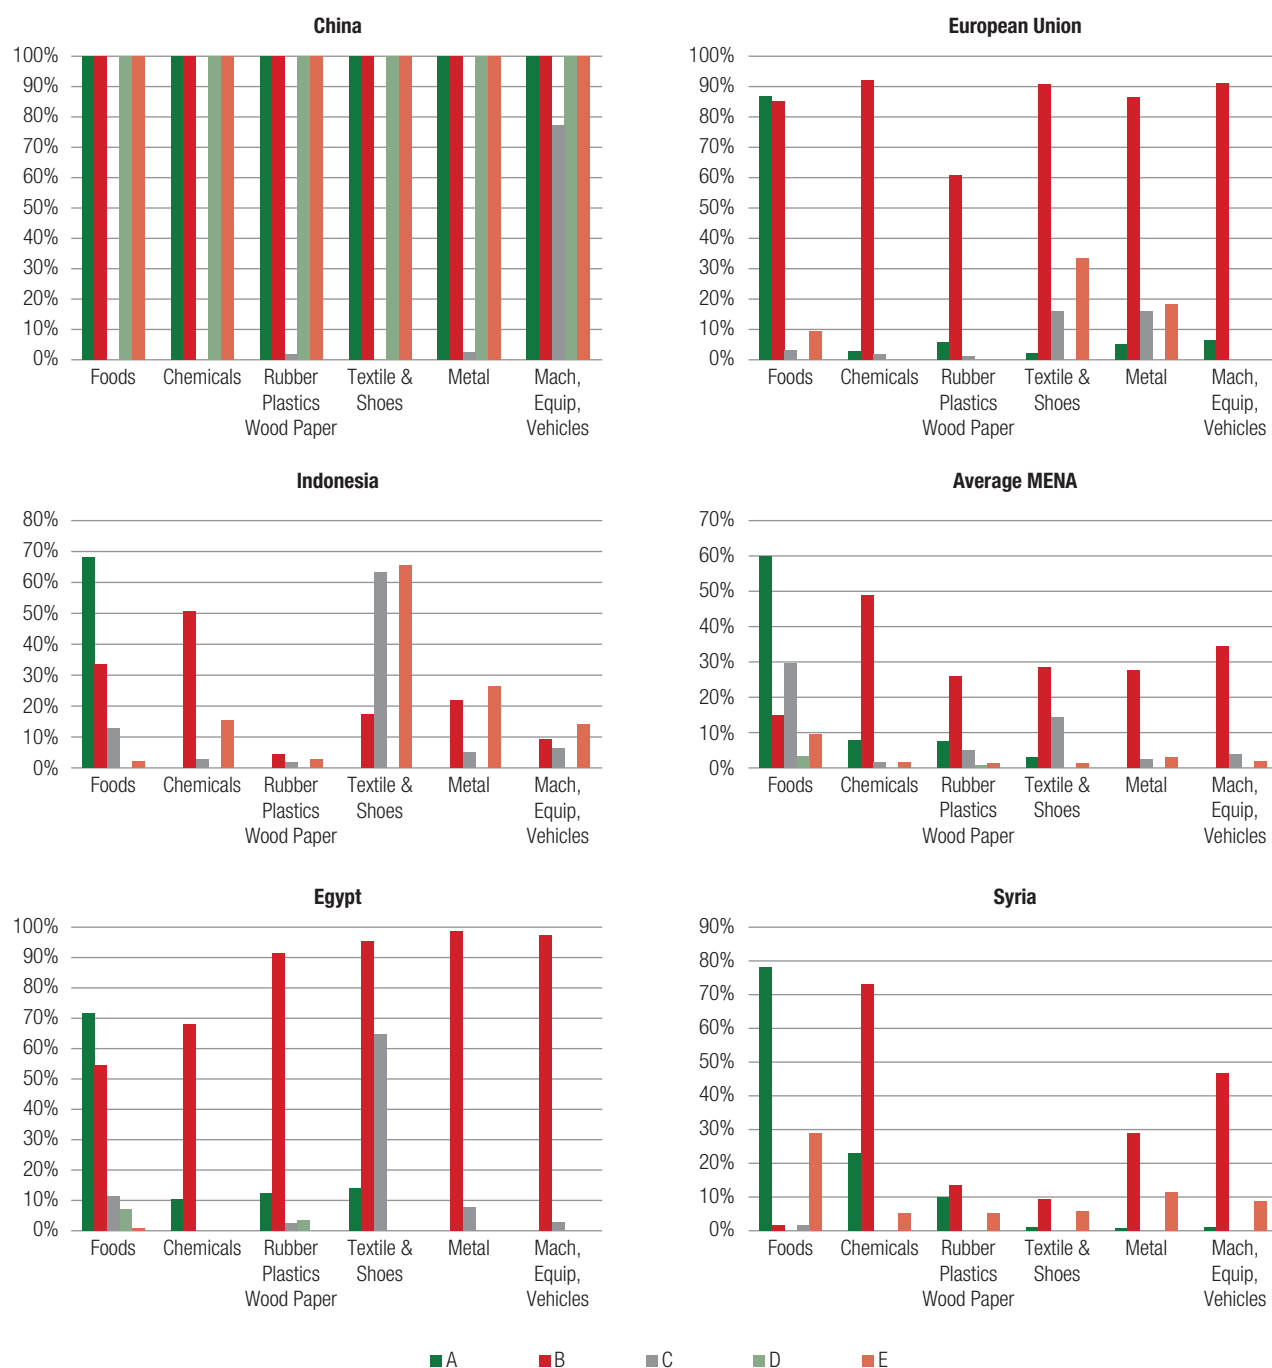 China
100%
90%
80%
70%
60%
50%
40%
30%
20%
10%
0%
Foods Chemicals Rubber Textile & Metal Mach,
Plastics Shoes Equip,
Wood Paper Vehicles
European Union
100%
90%
80%
70%
60%
50%
40%
30%
20%
10%
0%
Foods Chemicals Rubber Textile & Metal Mach,
Plastics Shoes Equip,
Wood Paper Vehicles
Indonesia
80%
70%
60%
50%
40%
30%
20%
10%
0%
Foods Chemicals Rubber Textile & Metal Mach,
Plastics Shoes Equip,
Wood Paper Vehicles
Average MENA
70%
60%
50%
40%
30%
20%
10%
0%
Foods Chemicals Rubber Textile & Metal Mach,
Plastics Shoes Equip,
Wood Paper Vehicles
Egypt
100%
90%
80%
70%
60%
50%
40%
30%
20%
10%
0%
Foods Chemicals Rubber Textile & Metal Mach,
Plastics Shoes Equip,
Wood Paper Vehicles
Syria
90%
80%
70%
60%
50%
40%
30%
20%
10%
0%
Foods Chemicals Rubber Textile & Metal Mach,
Plastics Shoes Equip,
Wood Paper Vehicles
A B C D E